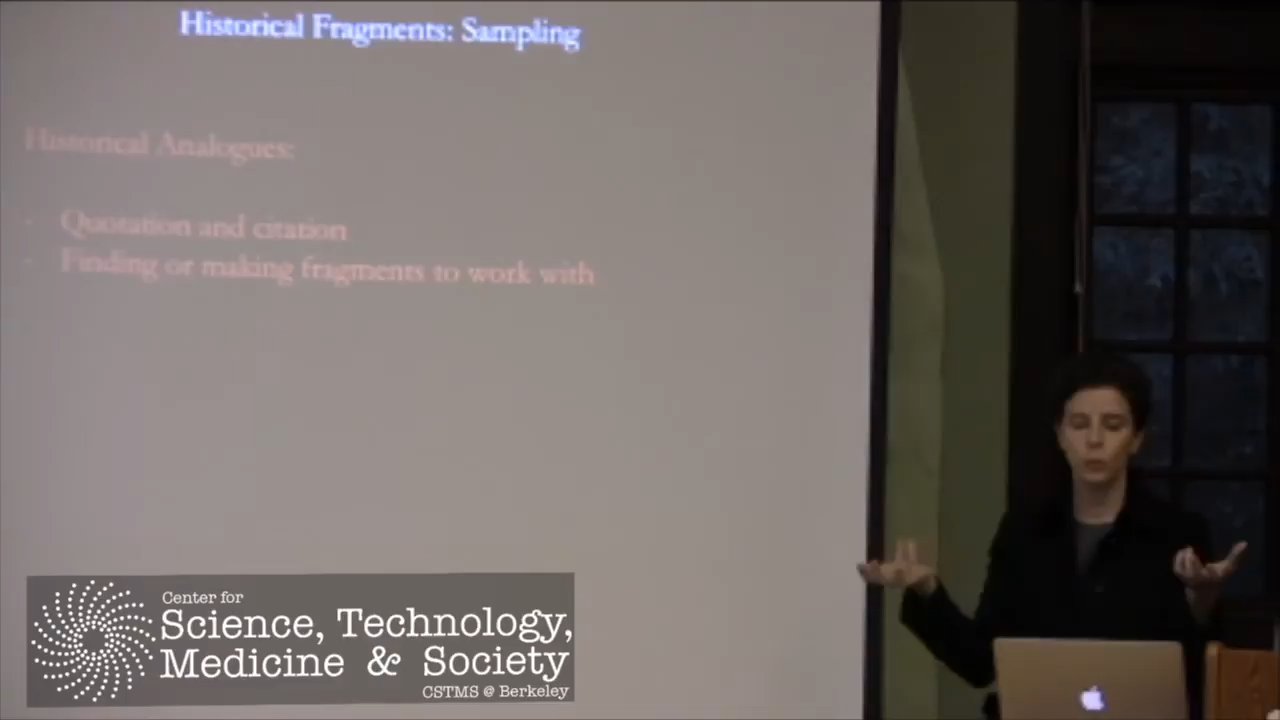 Historical Fragments: Sampling
Historical Analogues:
- Quotation and citation
- Finding or making fragments to work with
Center for
Science, Technology,
Medicine & Society
CSTMS @ Berkeley